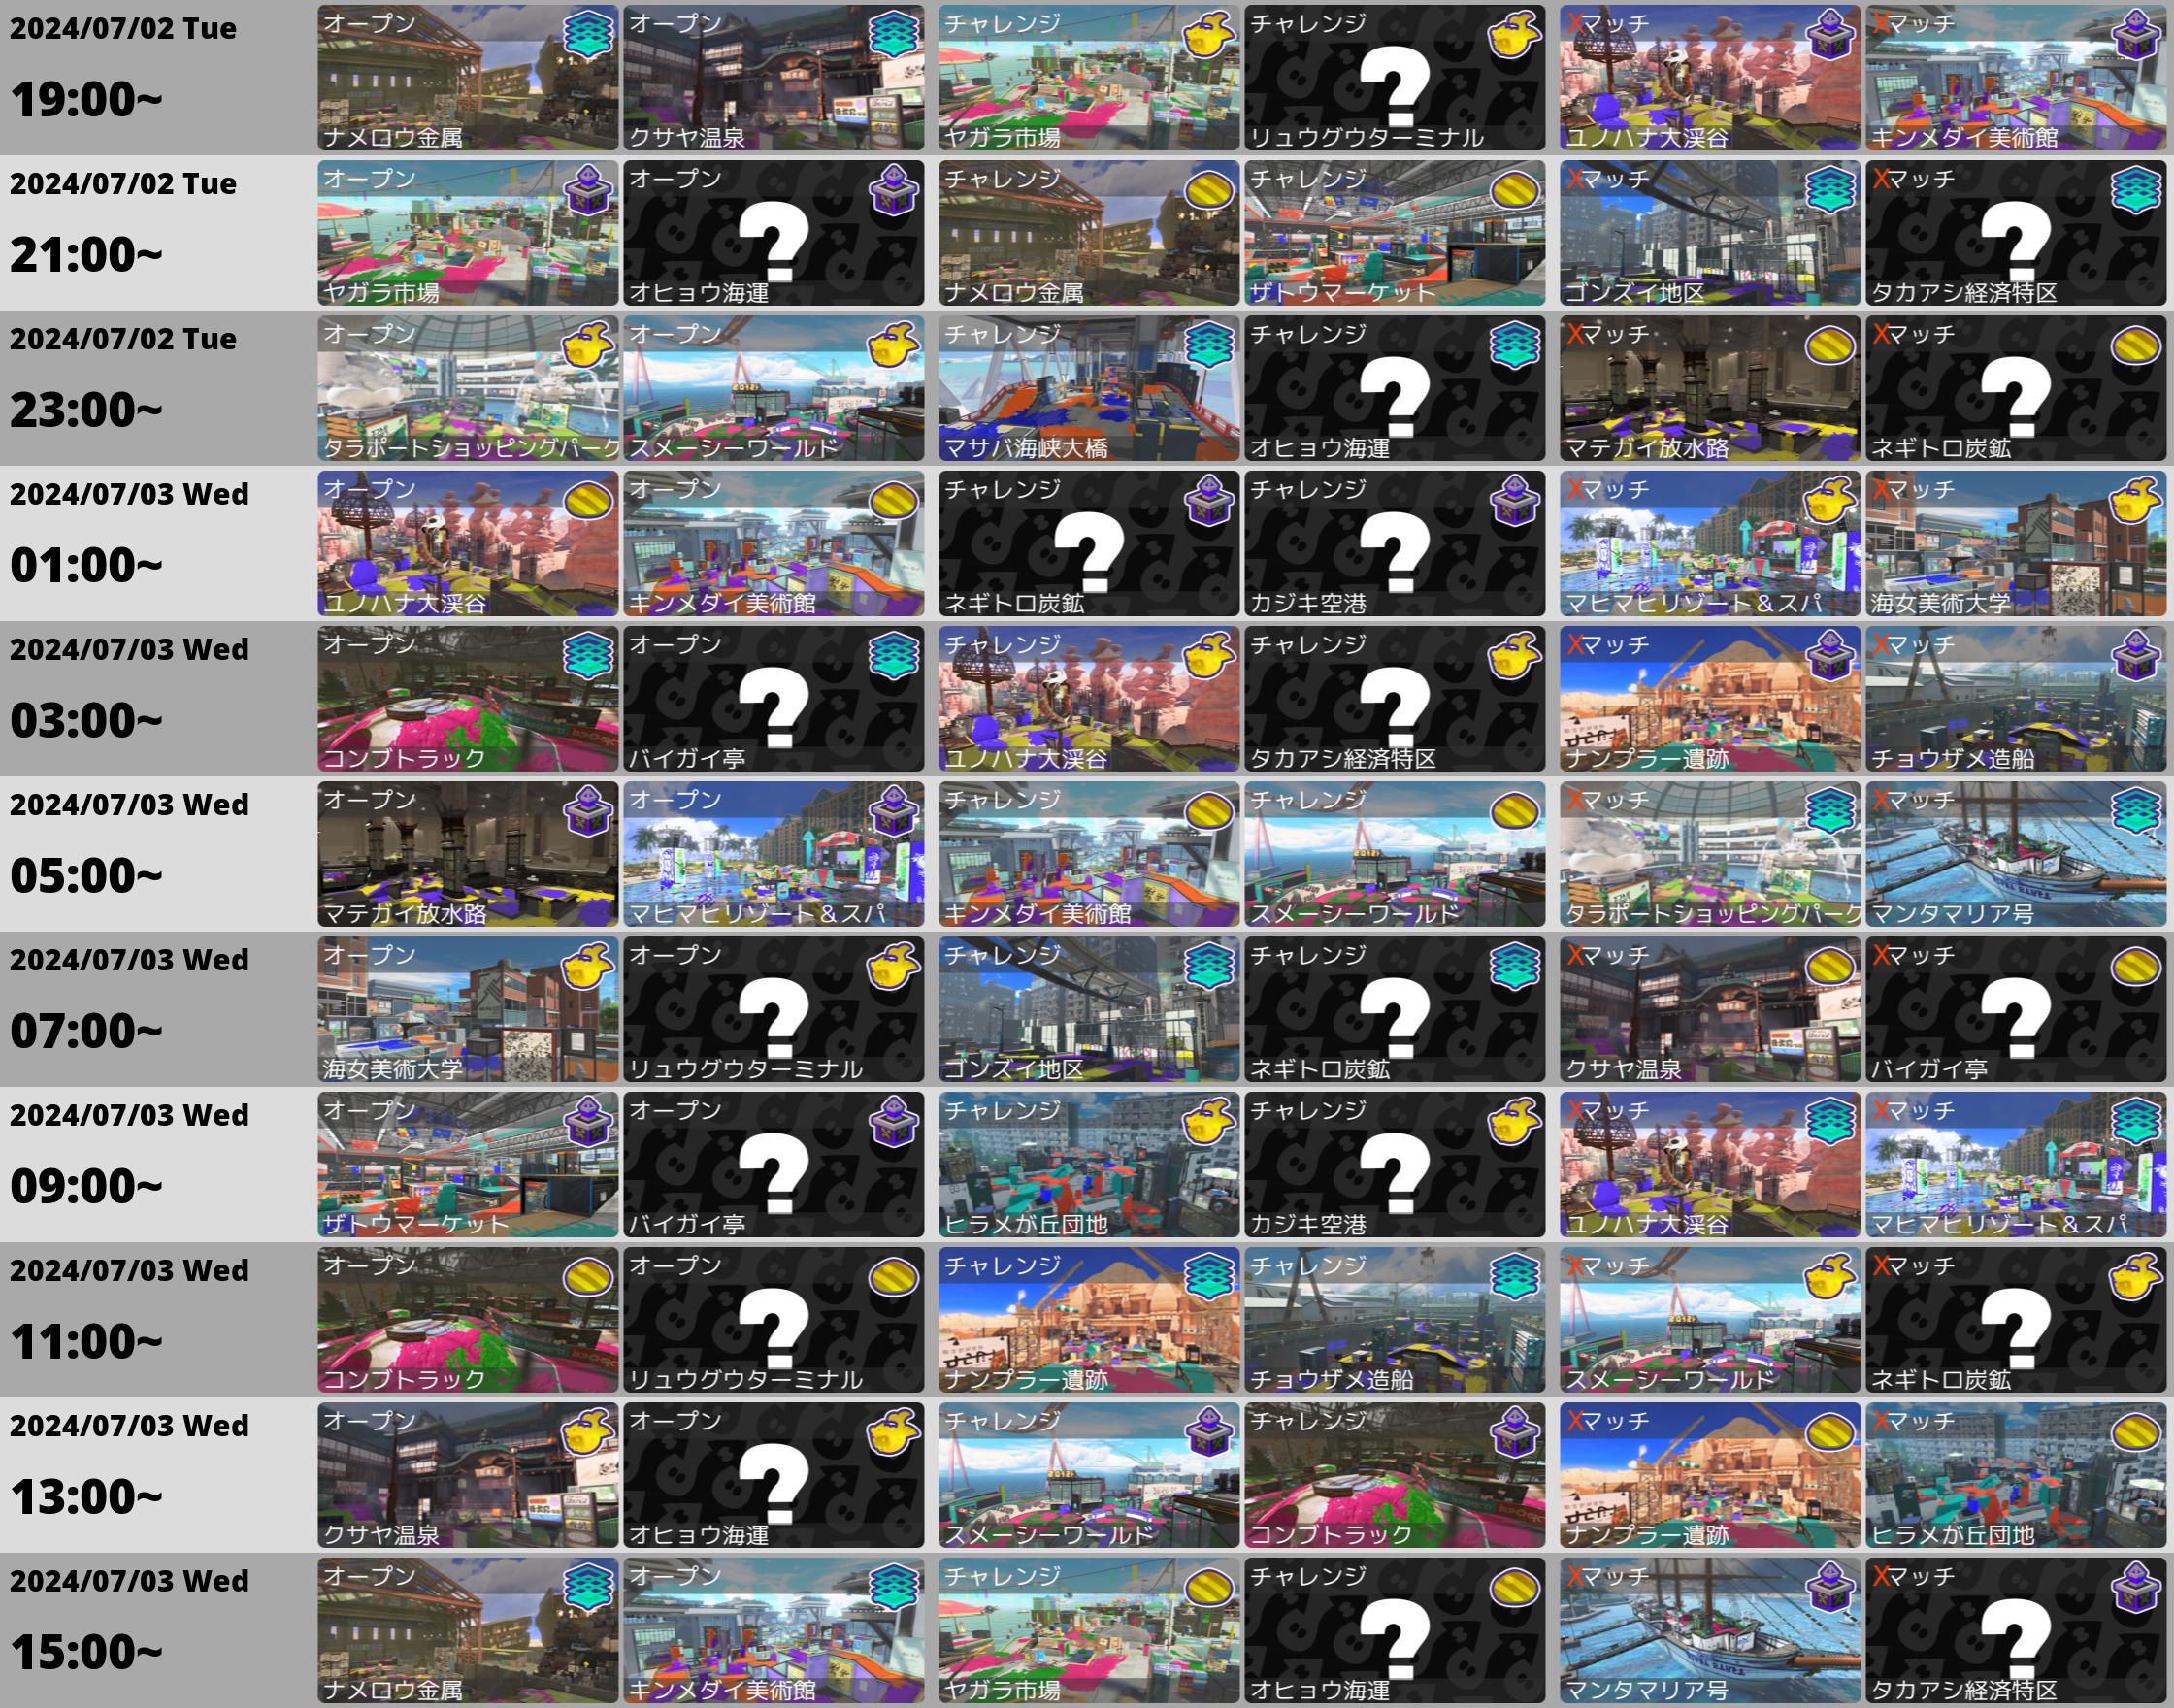 2024/07/02 Tue
19:00~
オープン
ナメロウ金属
オープン
クサヤ温泉
チャレンジ
ヤガラ市場
チャレンジ
リュウグウターミナル
Xマッチ
ユノハナ大渓谷
Xマッチ
キンメダイ美術館
2024/07/02 Tue
21:00~
オープン
ヤガラ市場
オープン
?
オヒョウ海運
チャレンジ
ナメロウ金属
チャレンジ
ザトウマーケット
Xマッチ
ゴンズイ地区
Xマッチ
?
タカアシ経済特区
2024/07/02 Tue
23:00~
オープン
タラポートショッピングパーク
オープン
スメーシーワールド
チャレンジ
マサバ海峡大橋
チャレンジ
?
オヒョウ海運
Xマッチ
マテガイ放水路
Xマッチ
?
ネギトロ炭鉱
2024/07/03 Wed
01:00~
オープン
ユノハナ大渓谷
オープン
キンメダイ美術館
チャレンジ
?
ネギトロ炭鉱
チャレンジ
?
カジキ空港
Xマッチ
マヒマヒリゾート&スパ
Xマッチ
海女美術大学
2024/07/03 Wed
03:00~
オープン
コンブトラック
オープン
?
バイガイ亭
チャレンジ
ユノハナ大渓谷
チャレンジ
?
タカアシ経済特区
Xマッチ
ナンプラー遺跡
Xマッチ
チョウザメ造船
2024/07/03 Wed
05:00~
オープン
マテガイ放水路
オープン
マヒマヒリゾート&スパ
チャレンジ
キンメダイ美術館
チャレンジ
スメーシーワールド
Xマッチ
タラポートショッピングパーク
Xマッチ
マンタマリア号
2024/07/03 Wed
07:00~
オープン
海女美術大学
オープン
?
リュウグウターミナル
チャレンジ
ゴンズイ地区
チャレンジ
?
ネギトロ炭鉱
Xマッチ
クサヤ温泉
Xマッチ
?
バイガイ亭
2024/07/03 Wed
09:00~
オープン
ザトウマーケット
オープン
?
バイガイ亭
チャレンジ
ヒラメが丘団地
チャレンジ
?
カジキ空港
Xマッチ
ユノハナ大渓谷
Xマッチ
マヒマヒリゾート&スパ
2024/07/03 Wed
11:00~
オープン
コンブトラック
オープン
?
リュウグウターミナル
チャレンジ
ナンプラー遺跡
チャレンジ
チョウザメ造船
Xマッチ
スメーシーワールド
Xマッチ
?
ネギトロ炭鉱
2024/07/03 Wed
13:00~
オープン
クサヤ温泉
オープン
?
オヒョウ海運
チャレンジ
スメーシーワールド
チャレンジ
コンブトラック
Xマッチ
ナンプラー遺跡
Xマッチ
ヒラメが丘団地
2024/07/03 Wed
15:00~
オープン
ナメロウ金属
オープン
キンメダイ美術館
チャレンジ
ヤガラ市場
チャレンジ
?
オヒョウ海運
Xマッチ
マンタマリア号
Xマッチ
?
タカアシ経済特区